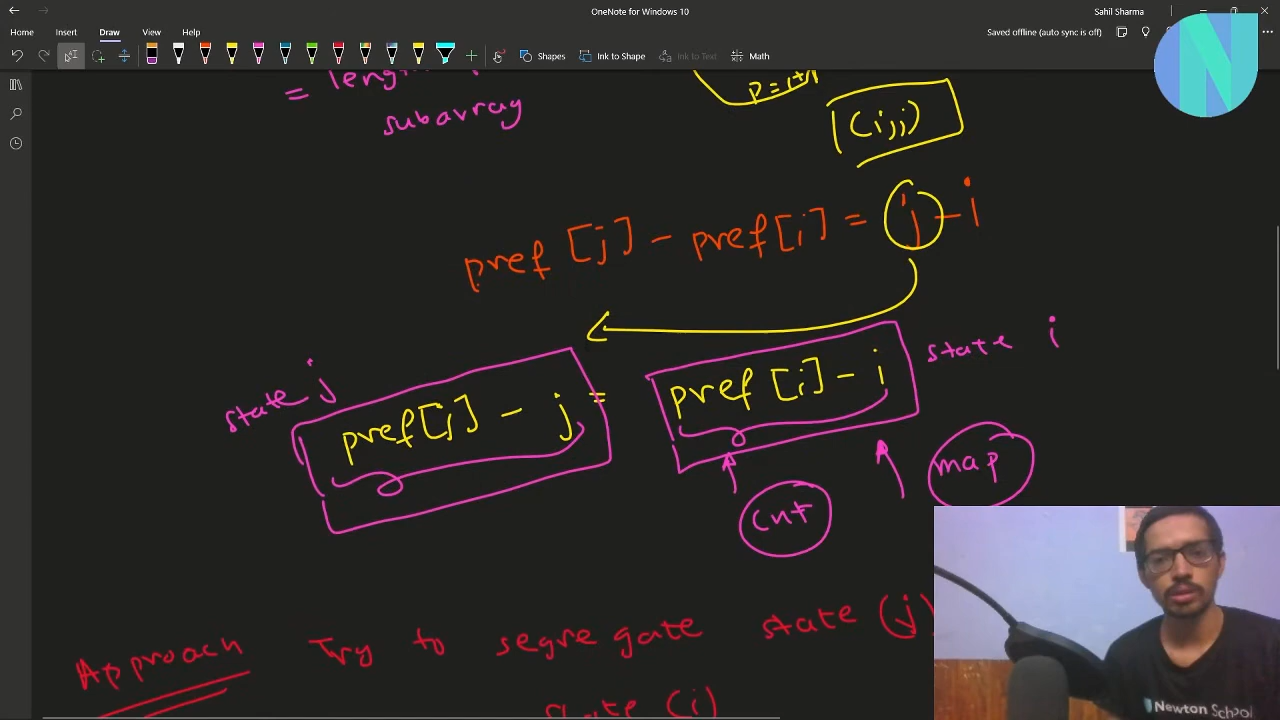 OneNote for Windows 10
Sahil Sharma
Home Insert Draw View Help
Saved offline (auto sync is off)
Shapes Ink to Shape Ink to Text Math
= length
subarray
(i,j)
pref [j] - pref[i] = j - i
state j
pref[j] - j = pref [i] - i
state i
cnt
map
Approach Try to segregate state (j)
state (i)
Newton School